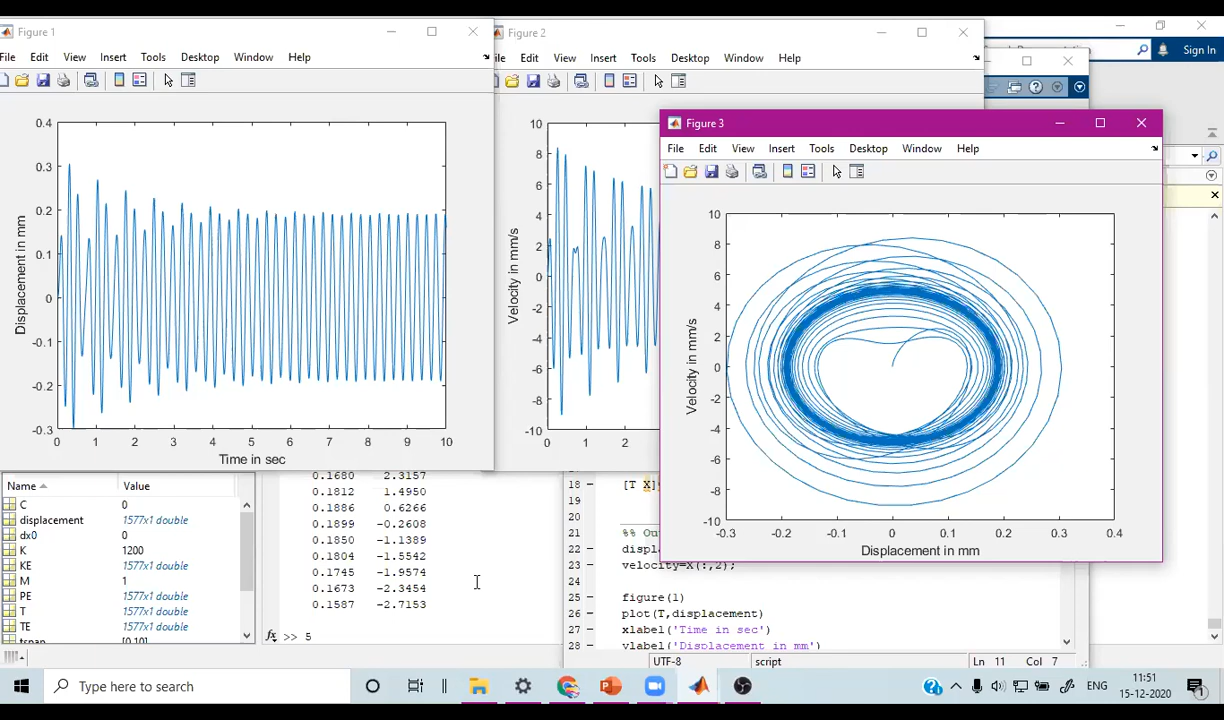 Figure 1
File Edit View Insert Tools Desktop Window Help
0.4
0.3
0.2
0.1
0
-0.1
-0.2
-0.3
Displacement in mm
0 1 2 3 4 5 6 7 8 9 10
Time in sec
Figure 2
Edit View Insert Tools Desktop Window Help
10
8
6
4
2
0
-2
-4
-6
-8
-10
Velocity in mm/s
0 1 2
Sign In
Figure 3
File Edit View Insert Tools Desktop Window Help
10
8
6
4
2
0
-2
-4
-6
-8
-10
Velocity in mm/s
-0.3 -0.2 -0.1 0 0.1 0.2 0.3 0.4
Displacement in mm
Name Value
C 0
displacement 1577x1 double
dx0 0
K 1200
KE 1577x1 double
M 1
PE 1577x1 double
T 1577x1 double
TE 1577x1 double
tspan [0,10]
0.1680 2.3157
0.1812 1.4950
0.1886 0.6266
0.1899 -0.2608
0.1850 -1.1389
0.1804 -1.5542
0.1745 -1.9574
0.1673 -2.3454
0.1587 -2.7153
fx >> 5
18 [T X]
19
20
21 %% Ou
22 displ
23 velocity=X(:,2);
24
25 figure(1)
26 plot(T,displacement)
27 xlabel('Time in sec')
28 ylabel('Displacement in mm')
UTF-8 script Ln 11 Col 7
Type here to search
ENG
11:51
15-12-2020
1